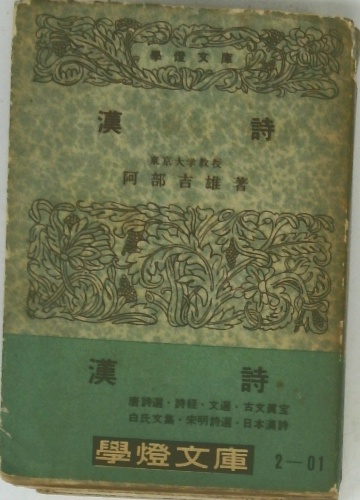 學燈文庫
漢詩
東京大学教授
阿部吉雄著
漢詩
唐詩選・詩経・文選・古文眞宝
白氏文集・宋明詩選・日本漢詩
學燈文庫
2—01